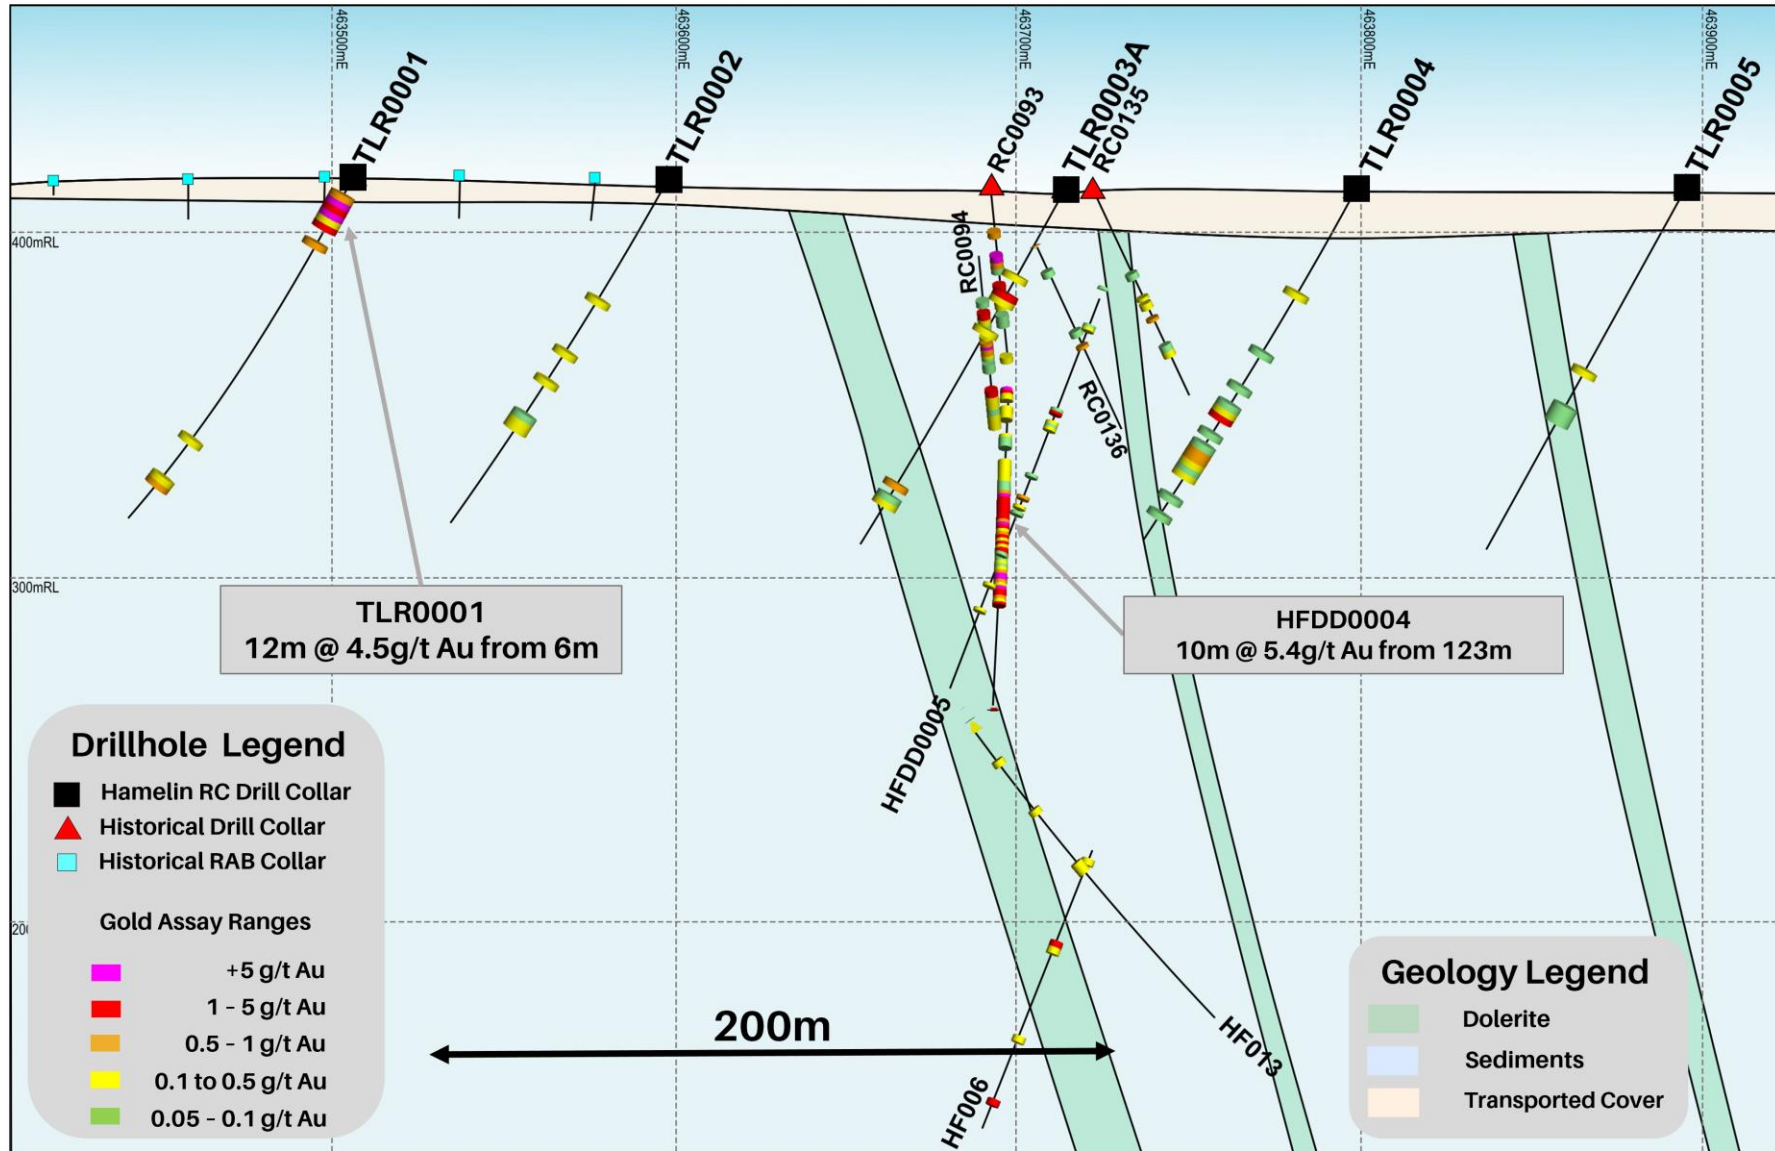 463500mE
463600mE
463700mE
463800mE
463900mE
TLR0001
TLR0002
RC0093
TLR0003A
RC0135
TLR0004
TLR0005
400mRL
RC0094
RC0136
300mRL
TLR0001
12m @ 4.5g/t Au from 6m
HFDD0004
10m @ 5.4g/t Au from 123m
HFDD0005
Drillhole Legend
Hamelin RC Drill Collar
Historical Drill Collar
Historical RAB Collar
Gold Assay Ranges
+5 g/t Au
1 - 5 g/t Au
0.5 - 1 g/t Au
0.1 to 0.5 g/t Au
0.05 - 0.1 g/t Au
200m
HF013
HF006
Geology Legend
Dolerite
Sediments
Transported Cover